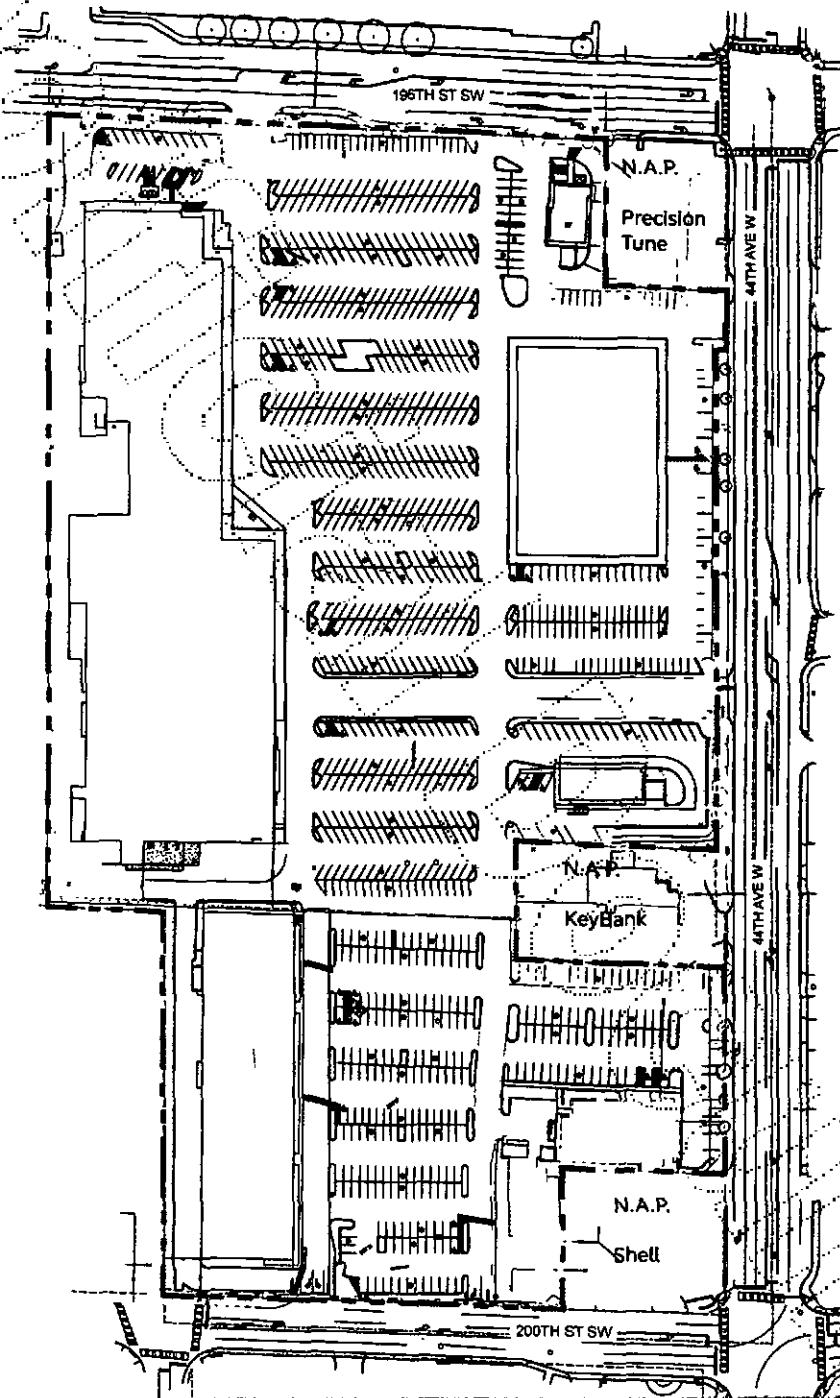 196TH ST SW
N.A.P.
Precision
Tune
44TH AVE W
N.A.P.
KeyBank
44TH AVE W
N.A.P.
Shell
200TH ST SW